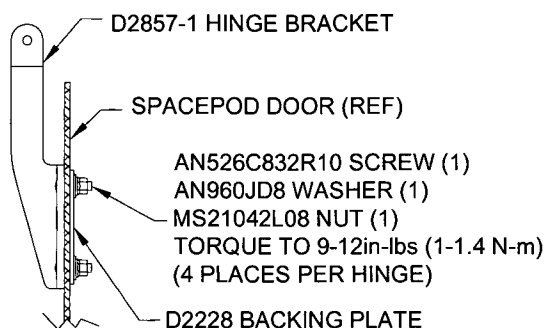 D2857-1 HINGE BRACKET
SPACEPOD DOOR (REF)
AN526C832R10 SCREW (1)
AN960JD8 WASHER (1)
MS21042L08 NUT (1)
TORQUE TO 9-12in-lbs (1-1.4 N-m)
(4 PLACES PER HINGE)
D2228 BACKING PLATE